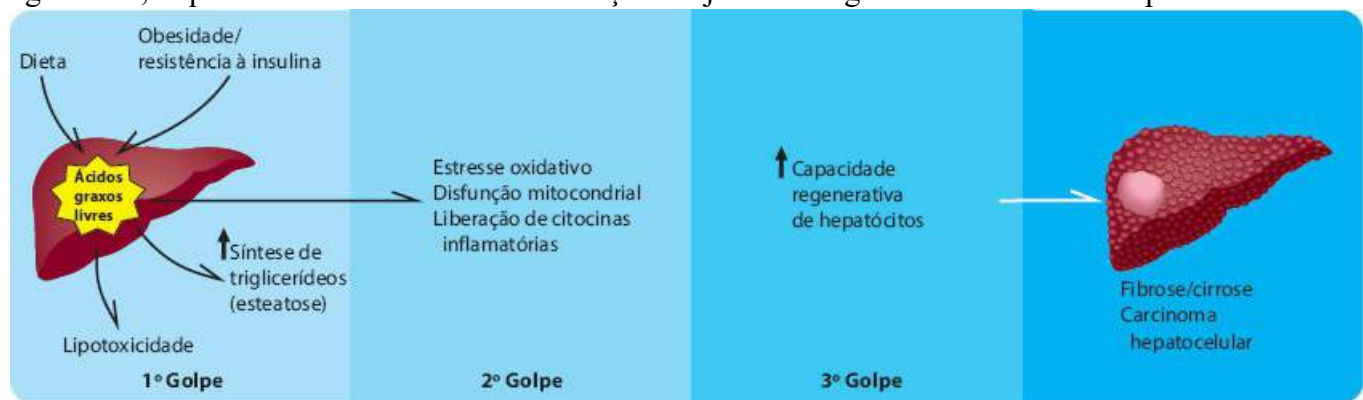 Obesidade/
Dieta
resistência à insulina
Ácidos
graxos
livres
Síntese de
triglicerídeos
(esteatose)
Lipotoxicidade
1º Golpe
Estresse oxidativo
Disfunção mitocondrial
Liberação de citocinas
inflamatórias
2º Golpe
Capacidade
regenerativa
de hepatócitos
3º Golpe
Fibrose/cirrose
Carcinoma
hepatocelular